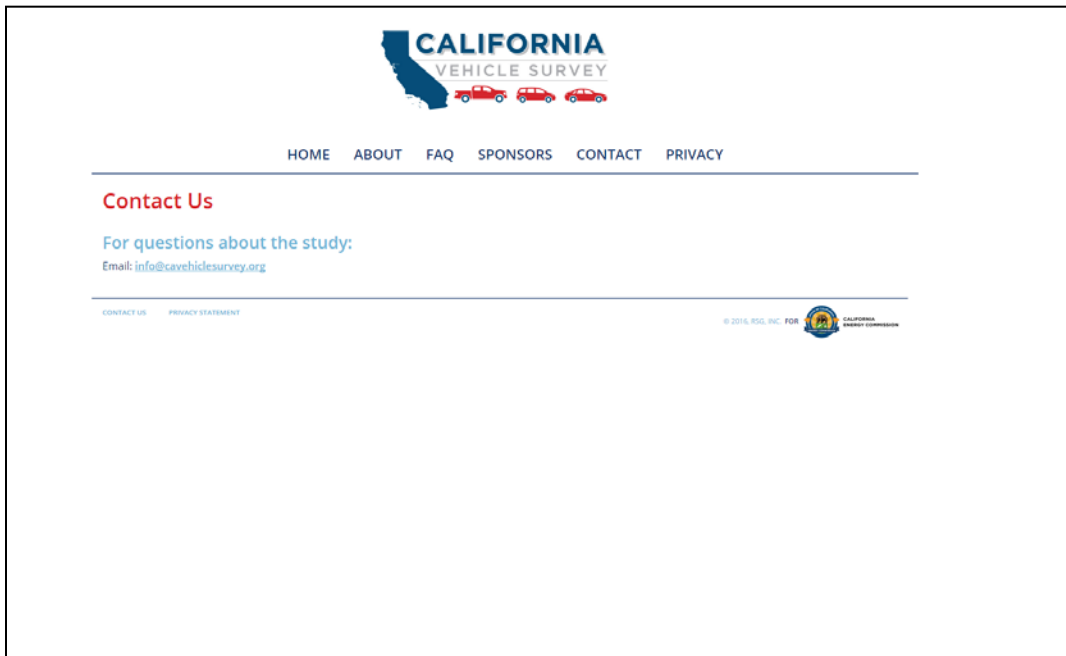 CALIFORNIA
VEHICLE SURVEY
HOME ABOUT FAQ SPONSORS CONTACT PRIVACY
Contact Us
For questions about the study:
Email: info@cavehiclesurvey.org
CONTACT US PRIVACY STATEMENT
© 2016, RSG, INC. FOR
CALIFORNIA
ENERGY COMMISSION